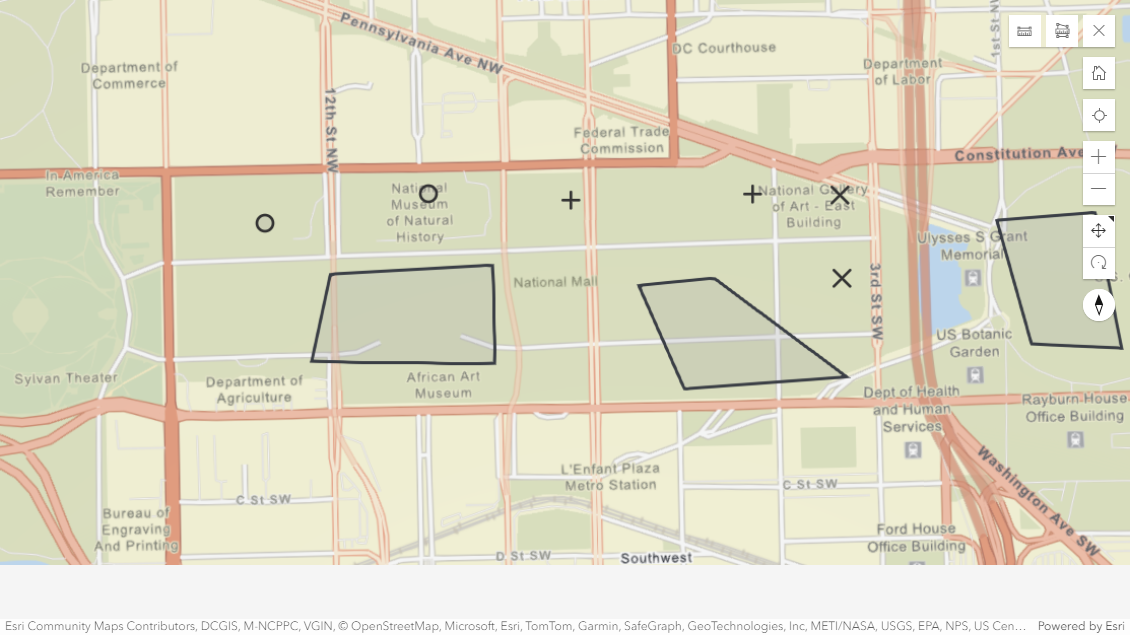 Pennsylvania Ave NW
DC Courthouse
1st St NW
Department of
Commerce
Department
of Labor
12th St NW
Federal Trade
Commission
Constitution Ave
In America
Remember
National
Museum
of Natural
History
National Gallery
of Art - East
Building
Ulysses S Grant
Memorial
National Mall
3rd St SW
US Botanic
Garden
Sylvan Theater
Department of
Agriculture
African Art
Museum
Dept of Health
and Human
Services
Rayburn House
Office Building
L'Enfant Plaza
Metro Station
C St SW
C St SW
Washington Ave SW
Bureau of
Engraving
And Printing
Ford House
Office Building
D St SW
Southwest
Esri Community Maps Contributors, DCGIS, M-NCPPC, VGIN, © OpenStreetMap, Microsoft, Esri, TomTom, Garmin, SafeGraph, GeoTechnologies, Inc, METI/NASA, USGS, EPA, NPS, US Cen...
Powered by Esri